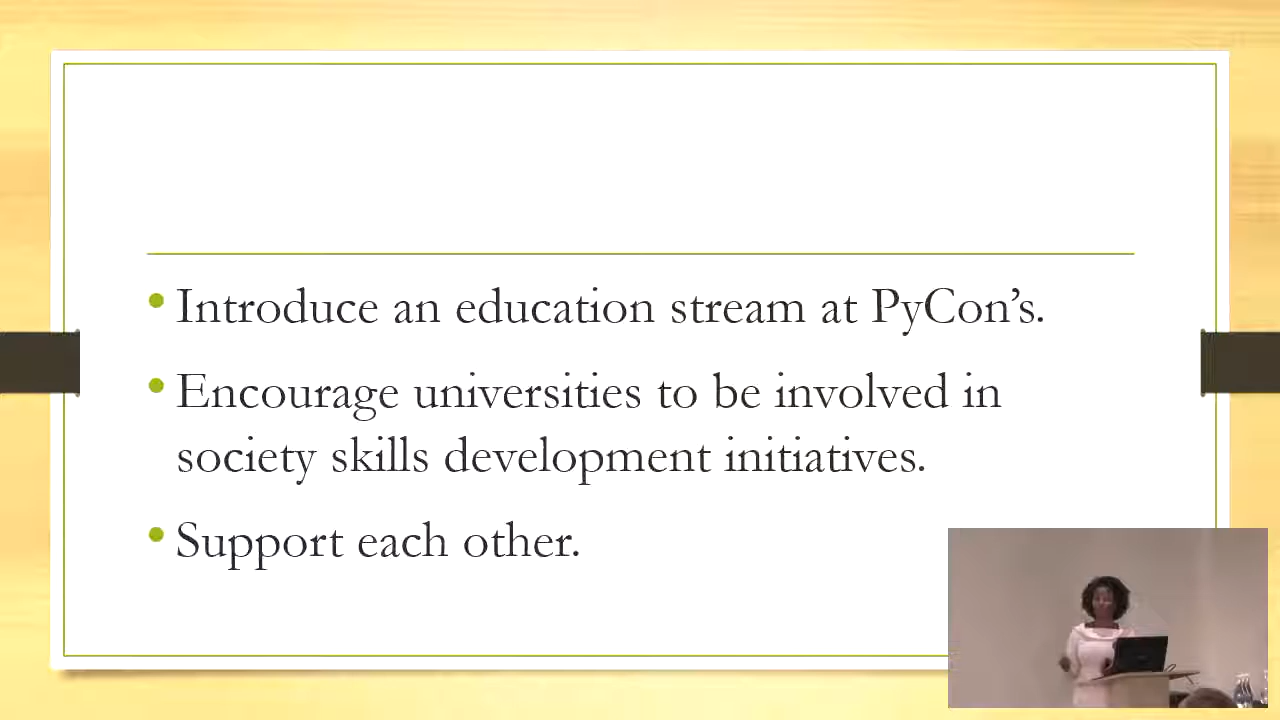 • Introduce an education stream at PyCon’s.
• Encourage universities to be involved in
society skills development initiatives.
• Support each other.